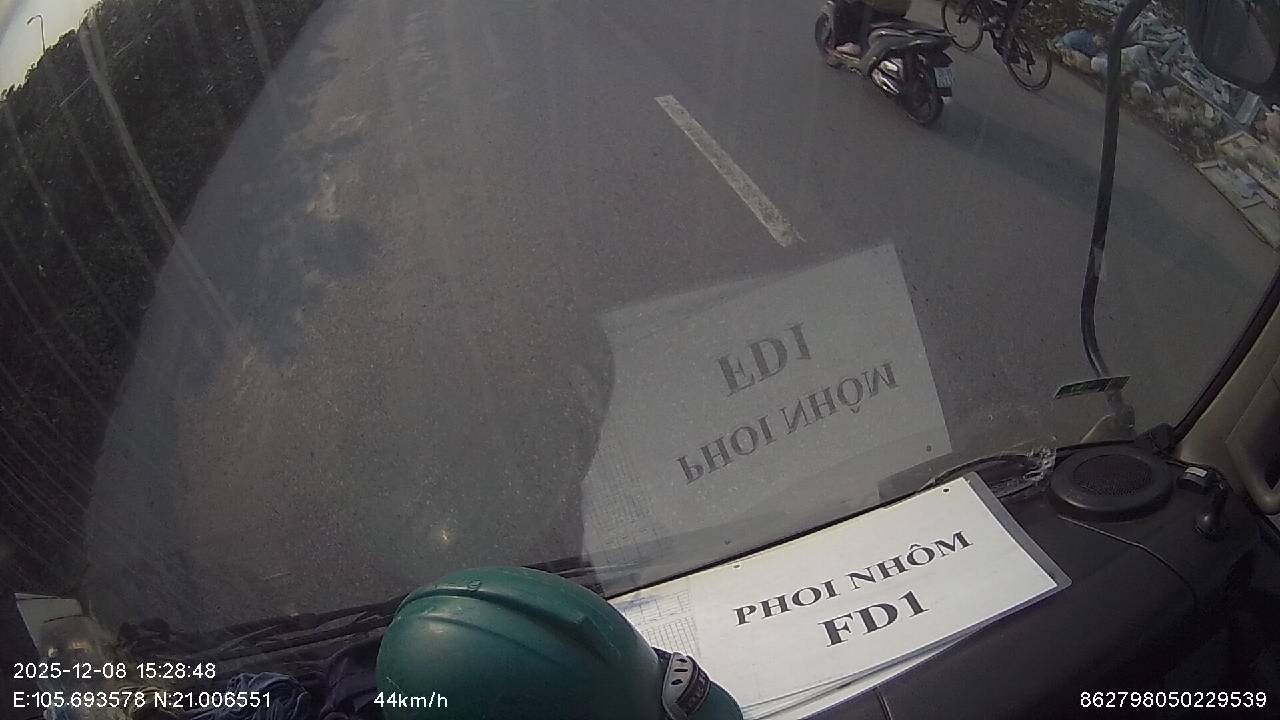 PHOI NHÔM
FD1
2025-12-08 15:28:48
E:105.693578 N:21.006551
44km/h
862798050229539